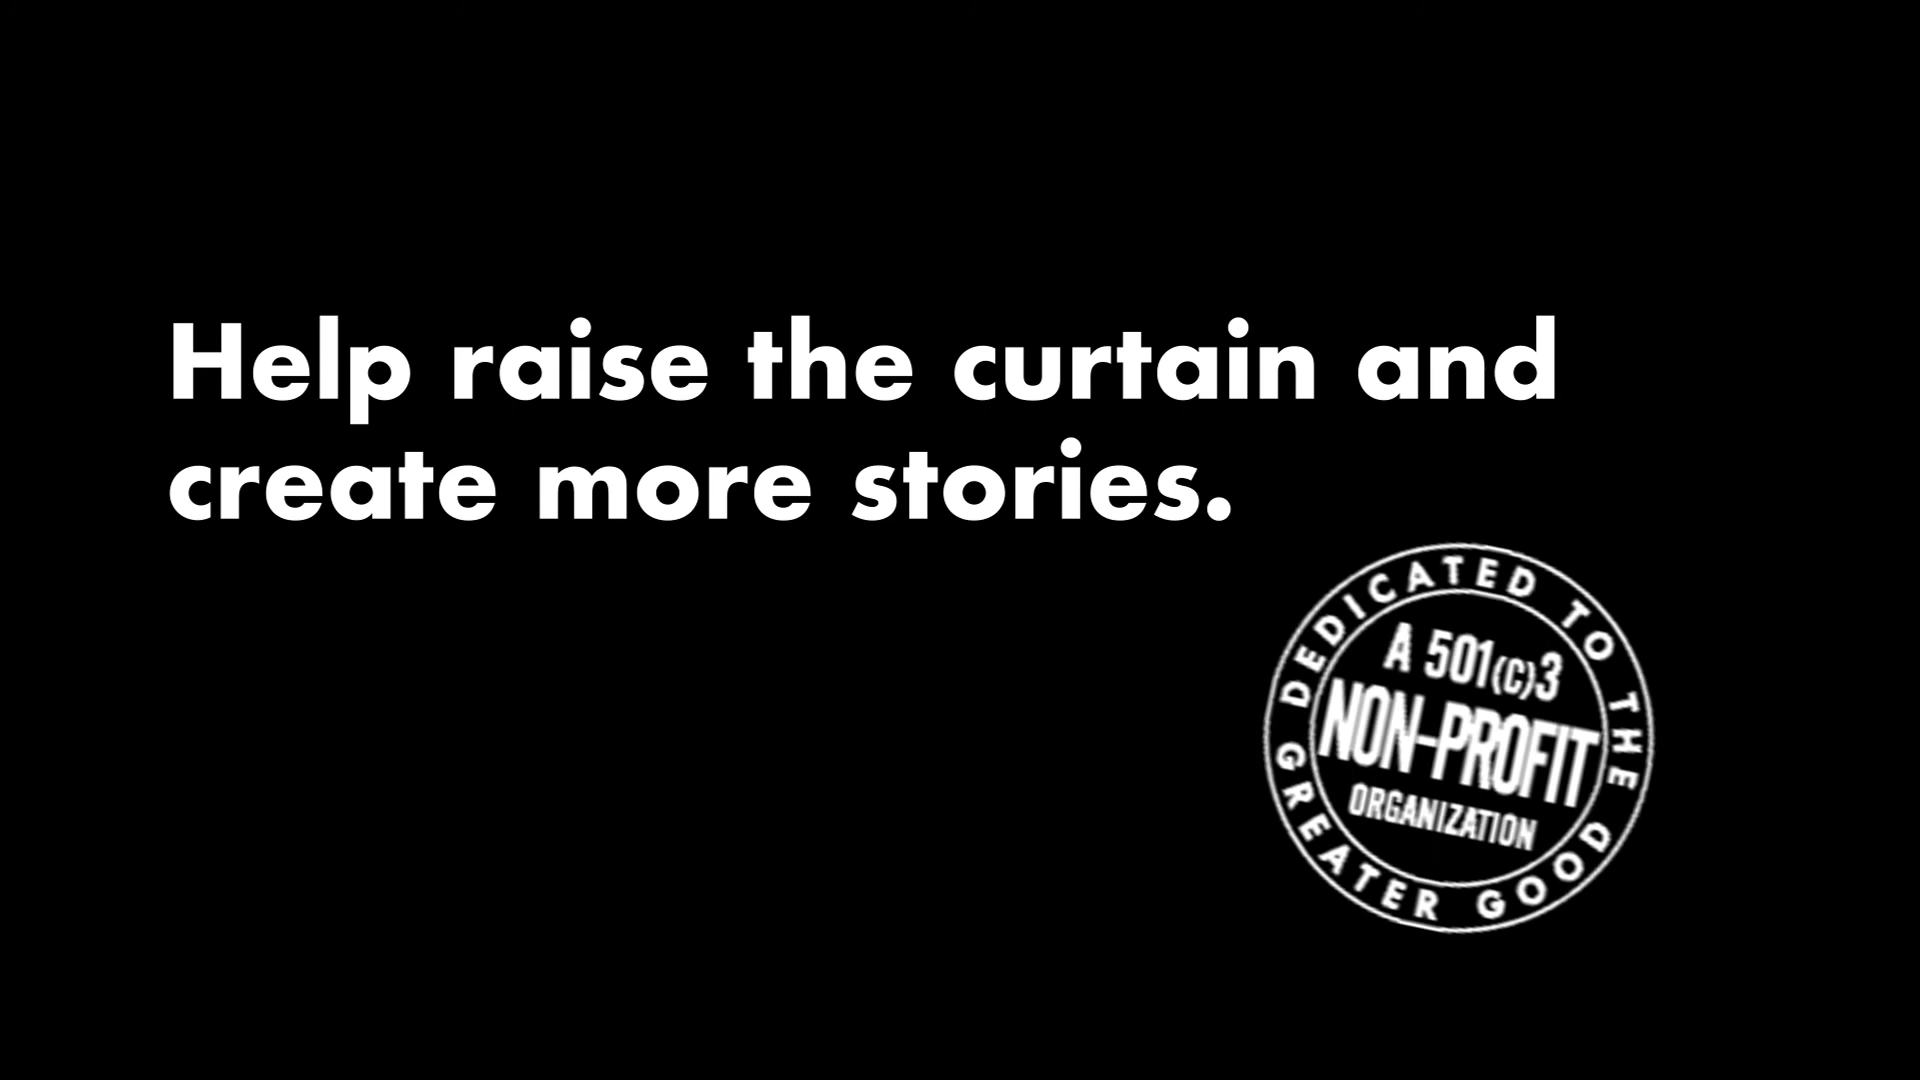 Help raise the curtain and
create more stories.
DEDICATED TO THE
GREATER GOOD
A 501(C)3
NON-PROFIT
ORGANIZATION